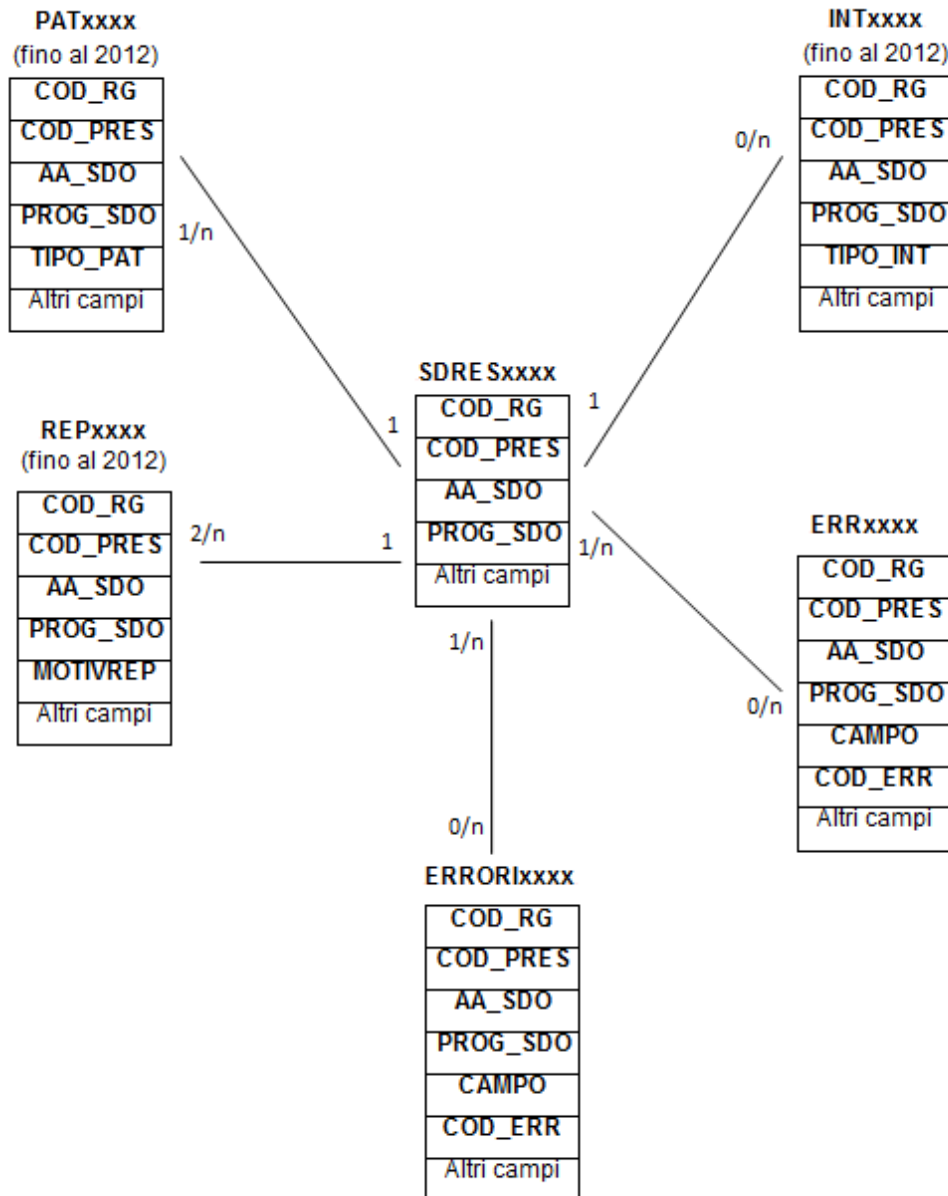 PATxxxx
(fino al 2012)
COD_RG
COD_PRES
AA_SDO
PROG_SDO
TIPO_PAT
Altri campi
1/n
INTxxxx
(fino al 2012)
COD_RG
COD_PRES
AA_SDO
PROG_SDO
TIPO_INT
Altri campi
0/n
SDRESxxxx
COD_RG
COD_PRES
AA_SDO
PROG_SDO
Altri campi
1
1
1
1/n
1/n
REPxxxx
(fino al 2012)
COD_RG
COD_PRES
AA_SDO
PROG_SDO
MOTIVREP
Altri campi
2/n
ERRxxxx
COD_RG
COD_PRES
AA_SDO
PROG_SDO
CAMPO
COD_ERR
Altri campi
0/n
0/n
ERRORIxxxx
COD_RG
COD_PRES
AA_SDO
PROG_SDO
CAMPO
COD_ERR
Altri campi